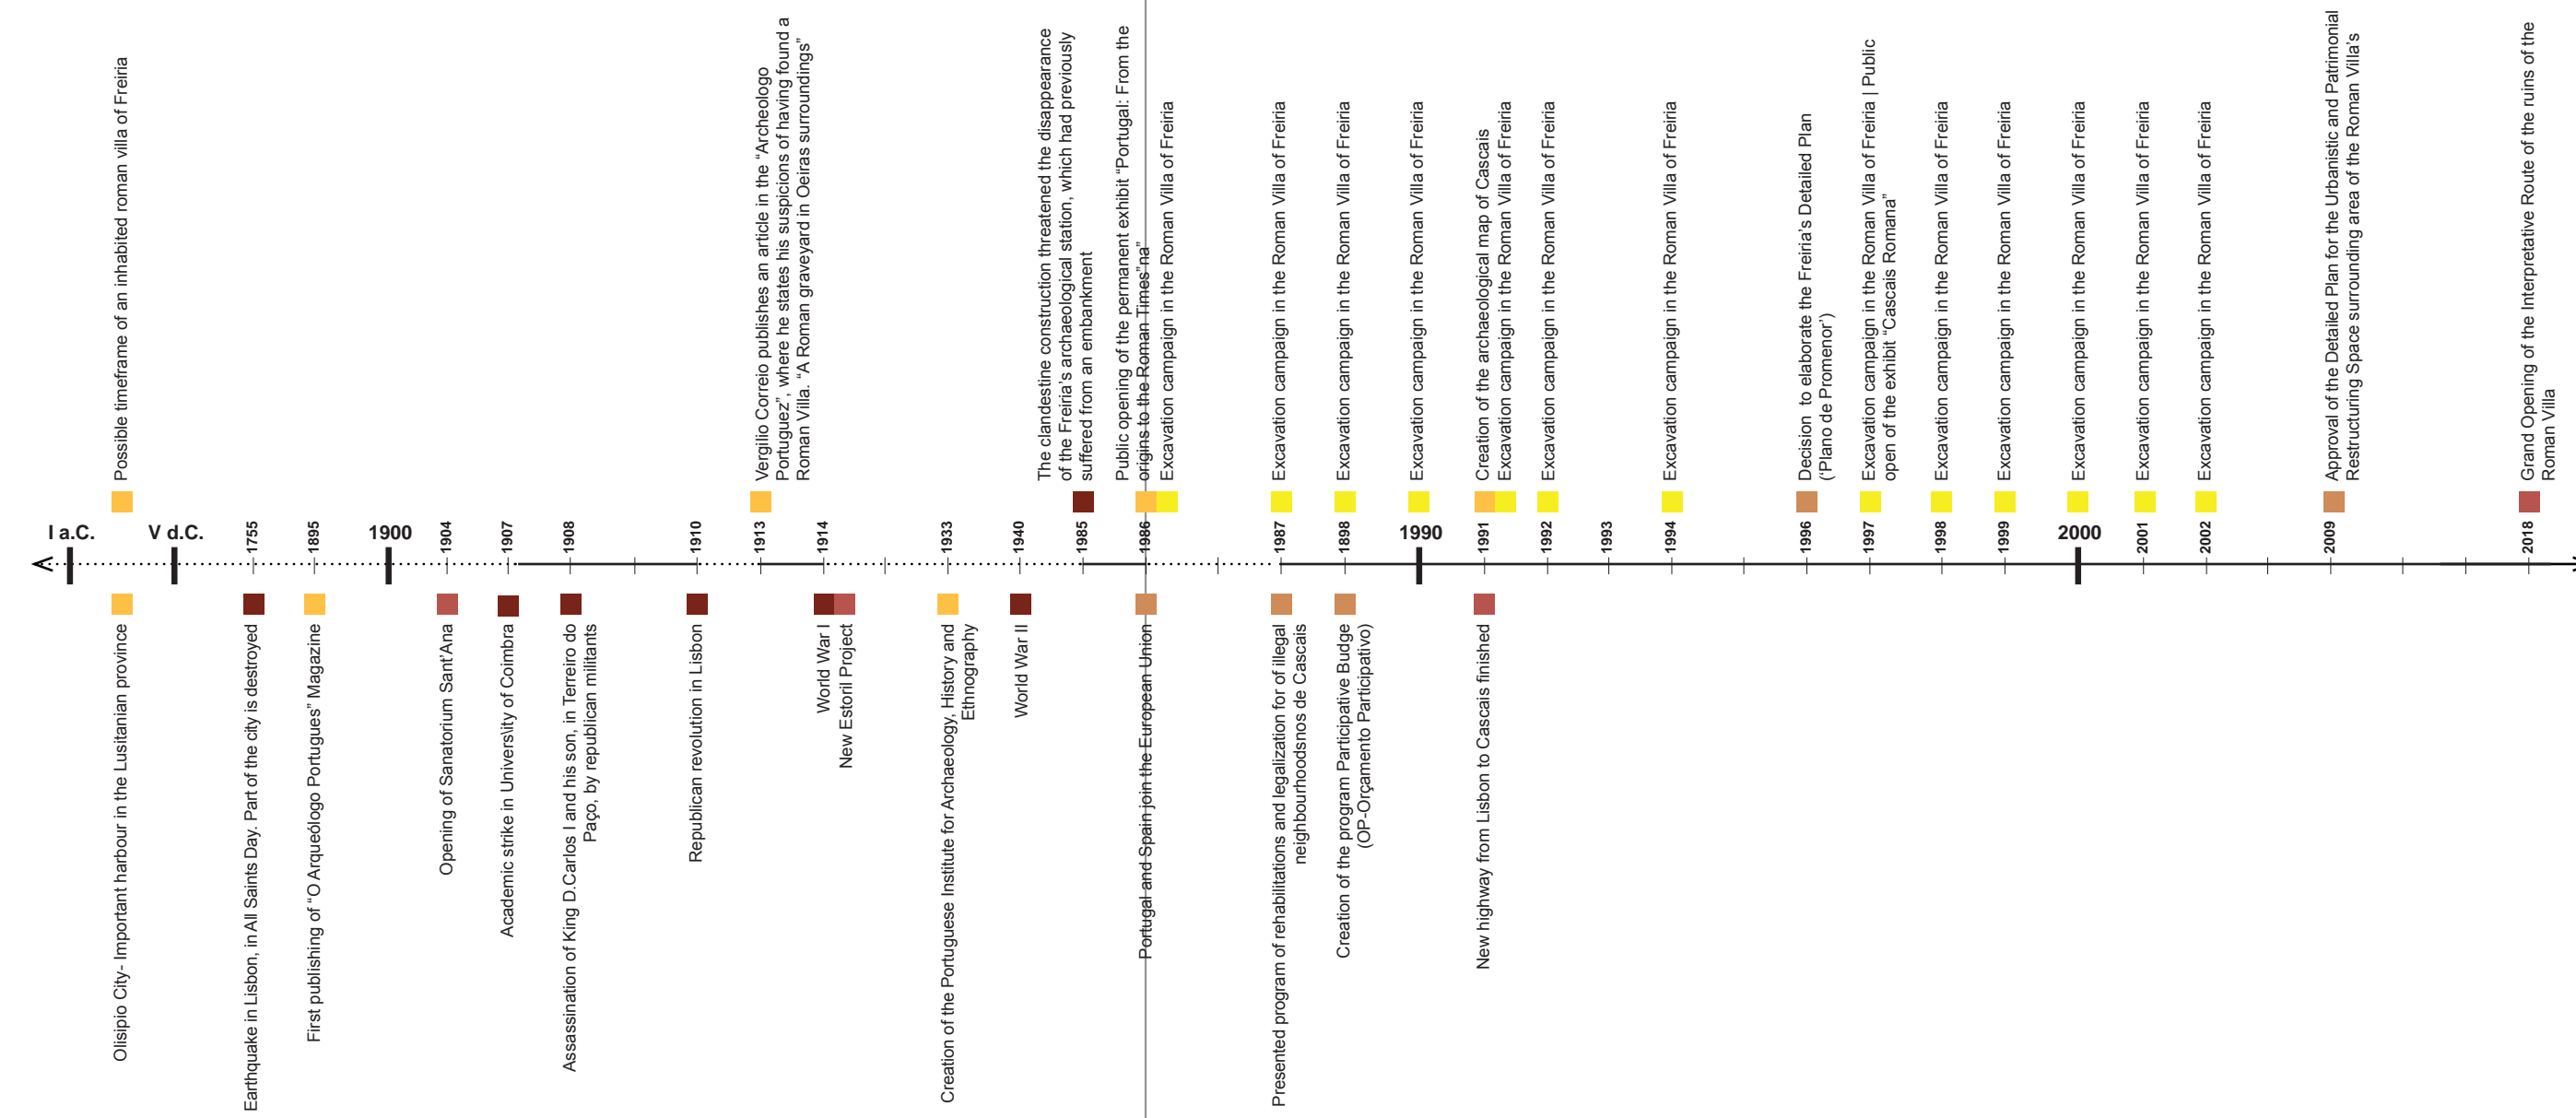 Possible timeframe of an inhabited roman villa of Freiria
Vergilio Correio publishes an article in the “Archeologo
Portuguez”, where he states his suspicions of having found a
Roman Villa. “A Roman graveyard in Oeiras surroundings”
The clandestine construction threatened the disappearance
of the Freiria’s archaeological station, which had previously
suffered from an embankment
Public opening of the permanent exhibit “Portugal: From the
origins to the Roman Times”na”
Excavation campaign in the Roman Villa of Freiria
Excavation campaign in the Roman Villa of Freiria
Excavation campaign in the Roman Villa of Freiria
Excavation campaign in the Roman Villa of Freiria
Creation of the archaeological map of Cascais
Excavation campaign in the Roman Villa of Freiria
Excavation campaign in the Roman Villa of Freiria
Excavation campaign in the Roman Villa of Freiria
Decision to elaborate the Freiria’s Detailed Plan
(‘Plano de Promenor’)
Excavation campaign in the Roman Villa of Freiria | Public
open of the exhibit “Cascais Romana”
Excavation campaign in the Roman Villa of Freiria
Excavation campaign in the Roman Villa of Freiria
Excavation campaign in the Roman Villa of Freiria
Excavation campaign in the Roman Villa of Freiria
Excavation campaign in the Roman Villa of Freiria
Approval of the Detailed Plan for the Urbanistic and Patrimonial
Restructuring Space surrounding area of the Roman Villa’s
Grand Opening of the Interpretative Route of the ruins of the
Roman Villa
I a.C.
V d.C.
1755
1895
1900
1904
1907
1908
1910
1913
1914
1933
1940
1985
1986
1987
1898
1990
1991
1992
1993
1994
1996
1997
1998
1999
2000
2001
2002
2009
2018
Olisipio City- Important harbour in the Lusitanian provinice
Earthquake in Lisbon, in All Saints Day. Part of the city is destroyed
First publishing of “O Arqueólogo Portugues” Magazine
Opening of Sanatorium Sant’Ana
Academic strike in Univers\ity of Coimbra
Assassination of King D.Carlos I and his son, in Terreiro do
Paço, by republican militants
Republican revolution in Lisbon
World War I
New Estoril Project
Creation of the Portuguese Institute for Archaeology, History and
Ethnography
World War II
Portugal and Spain join the European Union
Presented program of rehabilitations and legalization for of illegal
neighbourhoodsnos de Cascais
Creation of the program Participative Budge
(OP-Orçamento Participativo)
New highway from Lisbon to Cascais finished